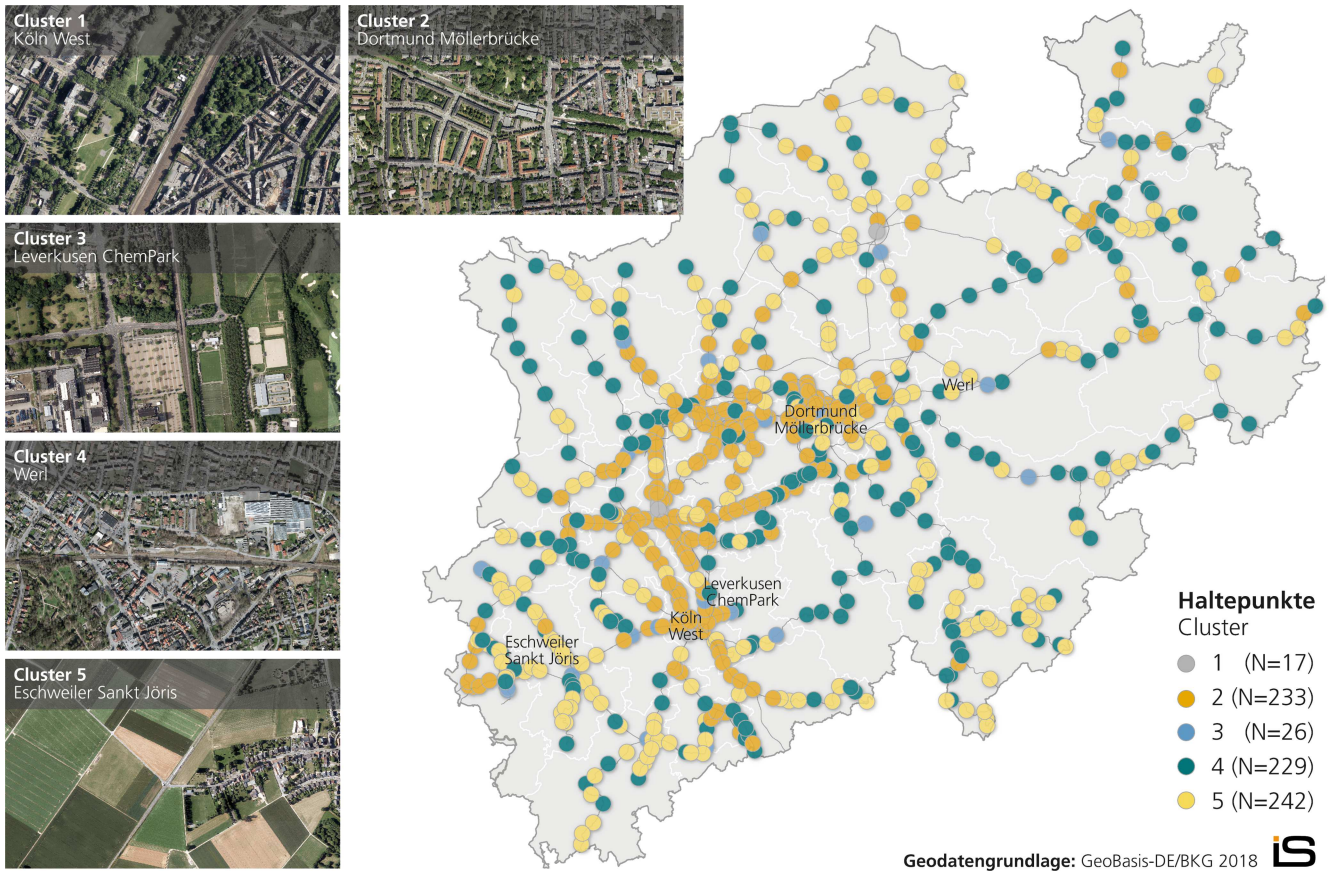 Cluster 1
Köln West
Cluster 2
Dortmund Möllerbrücke
Cluster 3
Leverkusen ChemPark
Cluster 4
Werl
Cluster 5
Eschweiler Sankt Jöris
Werl
Dortmund
Möllerbrücke
Leverkusen
ChemPark
Köln
West
Eschweiler
Sankt Jöris
Haltepunkte
Cluster
1 (N=17)
2 (N=233)
3 (N=26)
4 (N=229)
5 (N=242)
Geodatengrundlage: GeoBasis-DE/BKG 2018
is